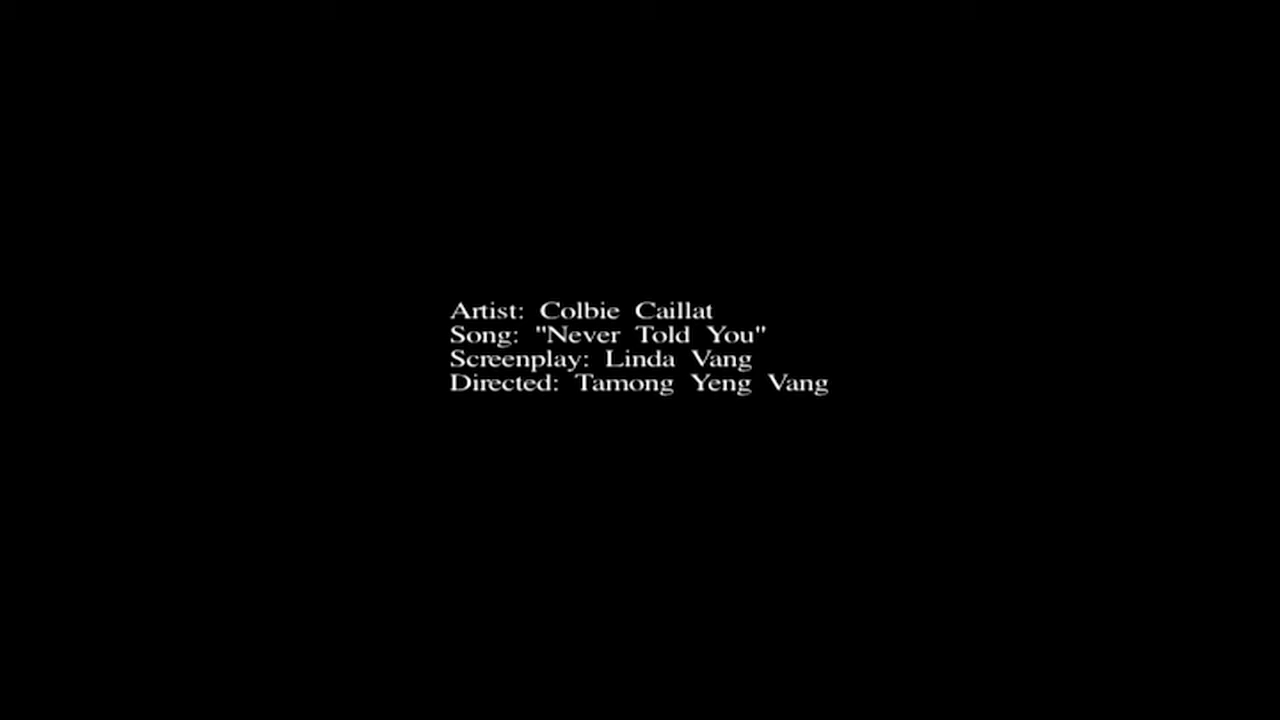 Artist: Colbie Caillat
Song: "Never Told You"
Screenplay: Linda Vang
Directed: Tamong Yeng Vang